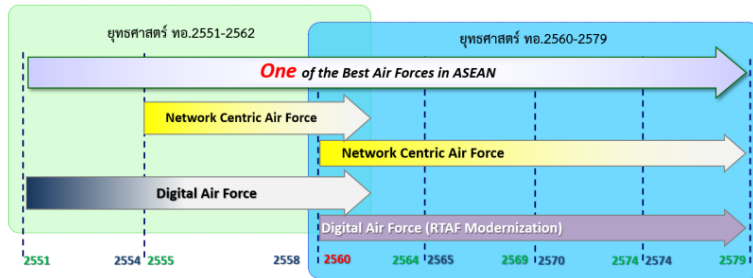 ยุทธศาสตร์ ทอ.2551-2562
ยุทธศาสตร์ ทอ.2560-2579
One of the Best Air Forces in ASEAN
Network Centric Air Force
Network Centric Air Force
Digital Air Force
Digital Air Force (RTAF Modernization)
2551 2554 2555 2558 2560 2564 2565 2569 2570 2574 2574 2579